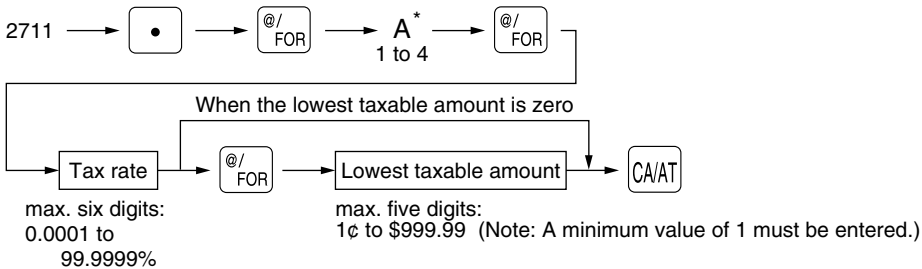 2711 • @/FOR A* @/FOR
1 to 4
When the lowest taxable amount is zero
Tax rate @/FOR Lowest taxable amount CA/AT
max. six digits:
0.0001 to
99.9999%
max. five digits:
1¢ to $999.99 (Note: A minimum value of 1 must be entered.)